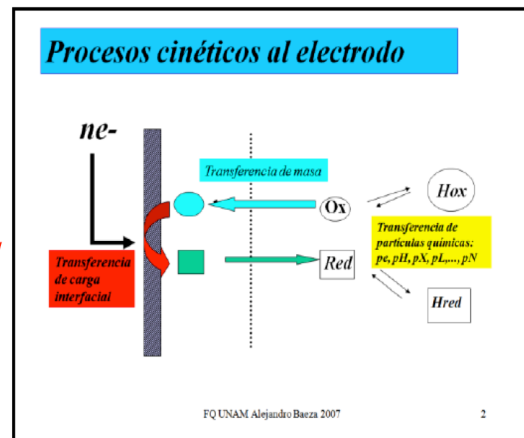 Procesos cinéticos al electrodo
ne-
Transferencia de masa
Ox
Hox
Transferencia
de carga
interfacial
Red
Transferencia de
partículas químicas:
pe, pH, pX, pL,..., pN
Hred
FQ UNAM Alejandro Baeza 2007
2